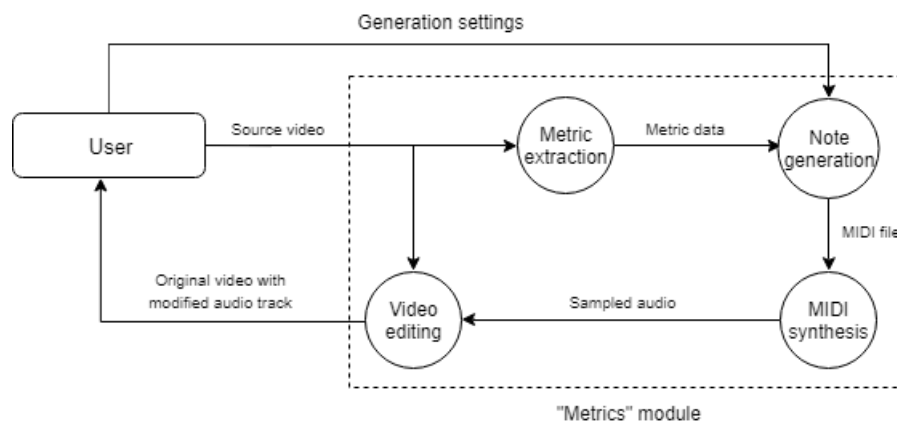 Generation settings
User
Source video
Metric
extraction
Metric data
Note
generation
MIDI file
Original video with
modified audio track
Video
editing
Sampled audio
MIDI
synthesis
"Metrics" module